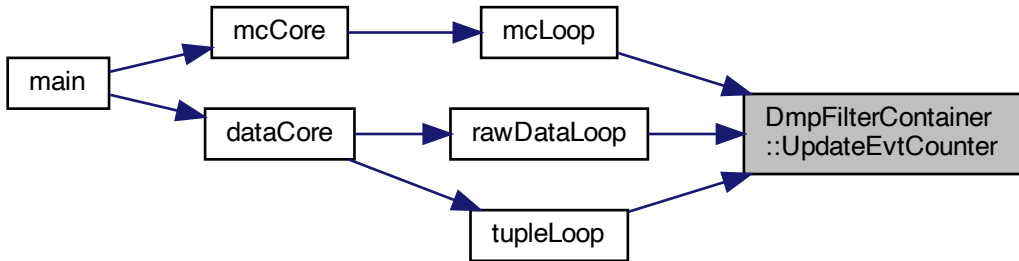 main
mcCore
dataCore
mcLoop
rawDataLoop
tupleLoop
DmpFilterContainer
::UpdateEvtCounter